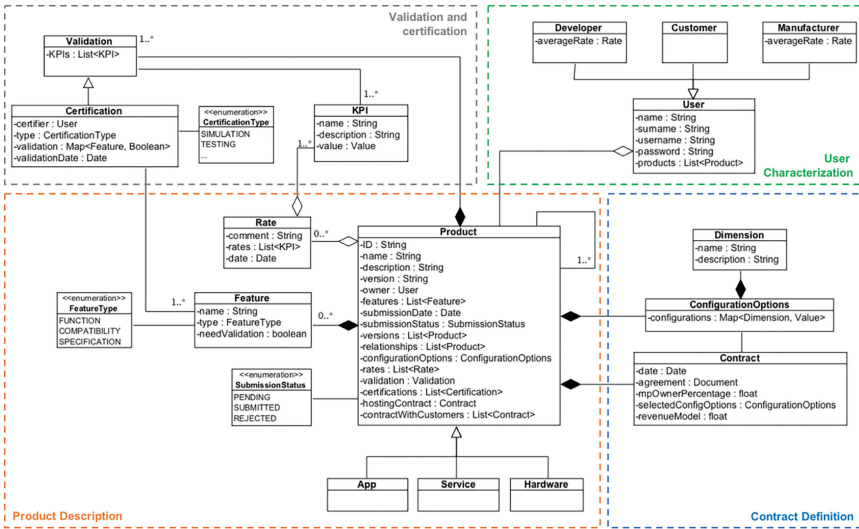 Validation and
certification
Validation
-KPIs : List<KPI>
1..*
1..*
Certification
-certifier : User
-type : CertificationType
-validation : Map<Feature, Boolean>
-validationDate : Date
<<enumeration>>
CertificationType
SIMULATION
TESTING
...
KPI
-name : String
-description : String
-value : Value
1..*
Developer
-averageRate : Rate
Customer
Manufacturer
-averageRate : Rate
User
-name : String
-surname : String
-username : String
-password : String
-products : List<Product>
User
Characterization
Rate
-comment : String
-rates : List<KPI>
-date : Date
0..*
<<enumeration>>
FeatureType
FUNCTION
COMPATIBILITY
SPECIFICATION
1..*
Feature
-name : String
-type : FeatureType
-needValidation : boolean
0..*
<<enumeration>>
SubmissionStatus
PENDING
SUBMITTED
REJECTED
Product
-ID : String
-name : String
-description : String
-version : String
-owner : User
-features : List<Feature>
-submissionDate : Date
-submissionStatus : SubmissionStatus
-versions : List<Product>
-relationships : List<Product>
-configurationOptions : ConfigurationOptions
-rates : List<Rate>
-validation : Validation
-certifications : List<Certification>
-hostingContract : Contract
-contractWithCustomers : List<Contract>
1..*
App
Service
Hardware
Product Description
Dimension
-name : String
-description : String
ConfigurationOptions
-configurations : Map<Dimension, Value>
Contract
-date : Date
-agreement : Document
-mpOwnerPercentage : float
-selectedConfigOptions : ConfigurationOptions
-revenueModel : float
Contract Definition